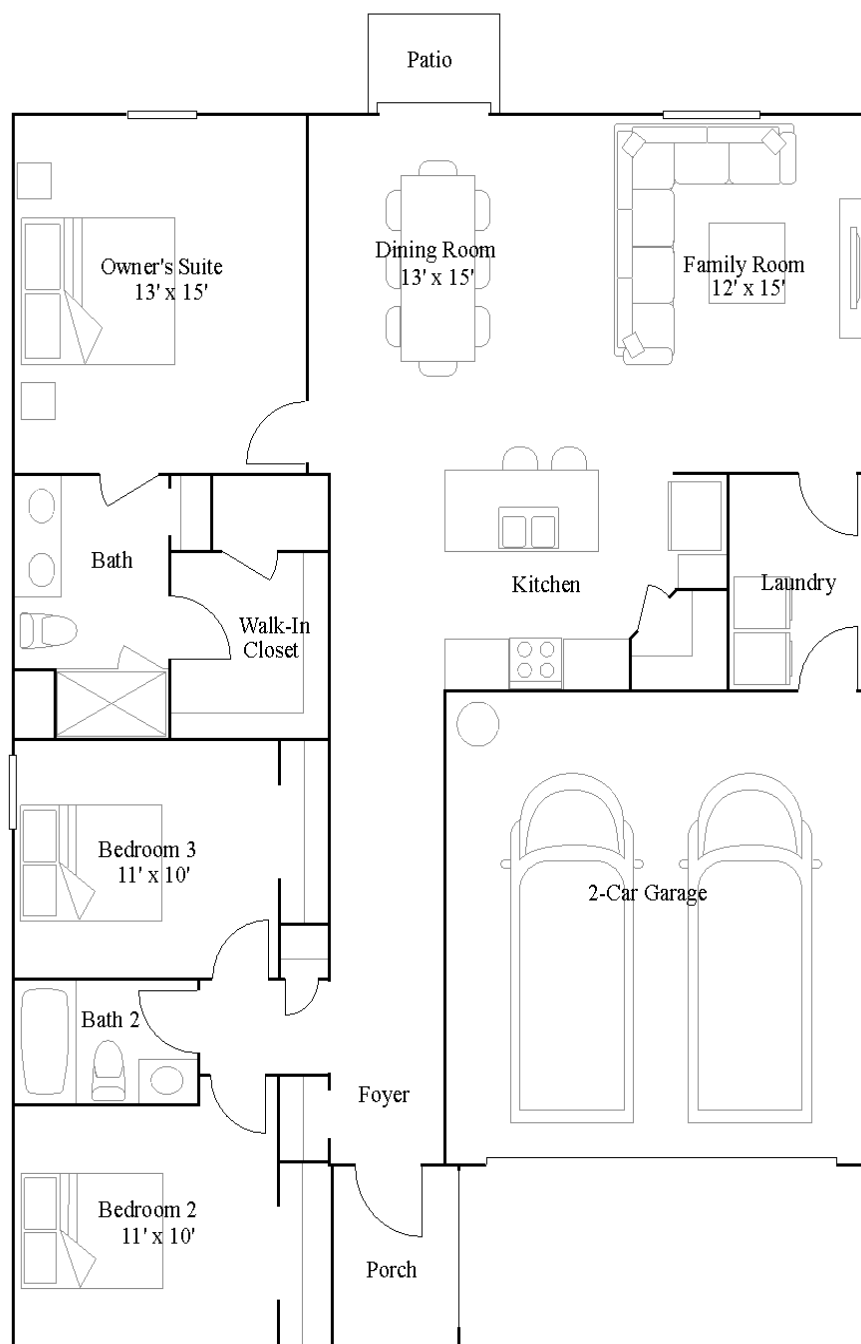 Patio
Owner's Suite
13' x 15'
Dining Room
13' x 15'
Family Room
12' x 15'
Bath
Walk-In
Closet
Kitchen
Laundry
Bedroom 3
11' x 10'
2-Car Garage
Bath 2
Foyer
Bedroom 2
11' x 10'
Porch